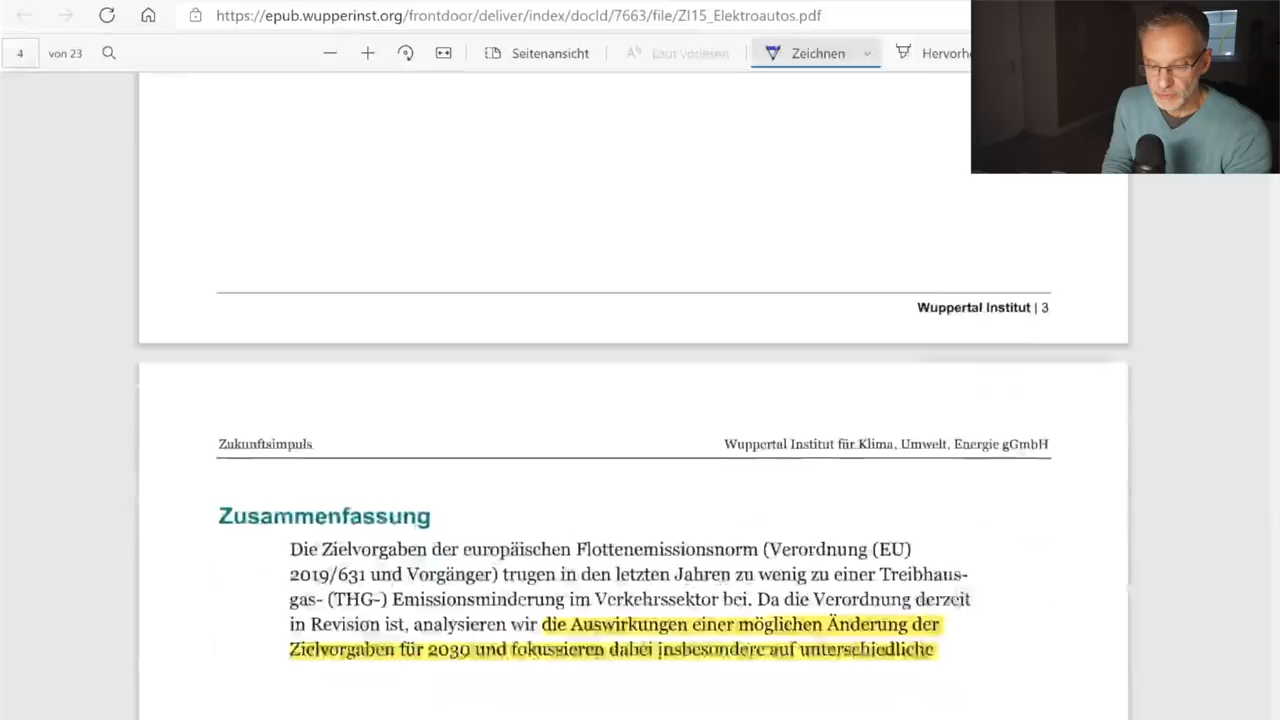 https://epub.wupperinst.org/frontdoor/deliver/index/docId/7663/file/ZI15_Elektroautos.pdf
4 von 23 Seitenansicht Laut Vorlesen Zeichnen Hervorhe
Wuppertal Institut | 3
Zukunftsimpuls Wuppertal Institut für Klima, Umwelt, Energie gGmbH
Zusammenfassung
Die Zielvorgaben der europäischen Flottenemissionsnorm (Verordnung (EU)
2019/631 und Vorgänger) trugen in den letzten Jahren zu wenig zu einer Treibhaus-
gas- (THG-) Emissionsminderung im Verkehrssektor bei. Da die Verordnung derzeit
in Revision ist, analysieren wir die Auswirkungen einer möglichen Änderung der
Zielvorgaben für 2030 und fokussieren dabei insbesondere auf unterschiedliche